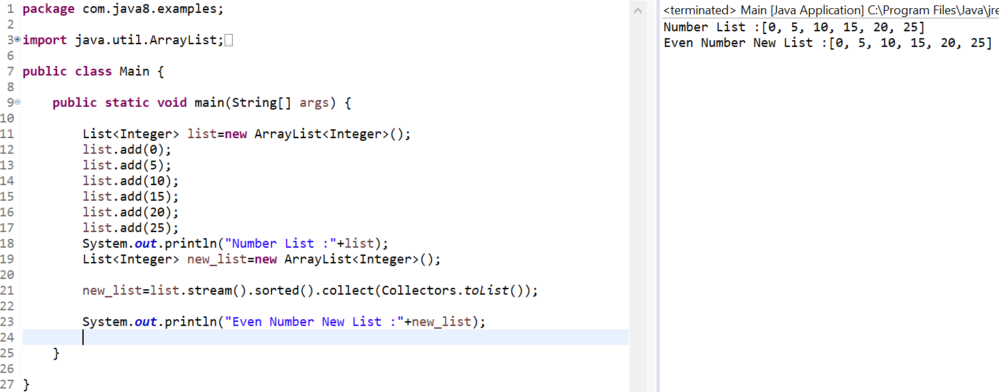 1 package com.java8.examples;
2
3 import java.util.ArrayList;
6
7 public class Main {
8
9 public static void main(String[] args) {
10
11 List<Integer> list=new ArrayList<Integer>();
12 list.add(0);
13 list.add(5);
14 list.add(10);
15 list.add(15);
16 list.add(20);
17 list.add(25);
18 System.out.println("Number List :"+list);
19 List<Integer> new_list=new ArrayList<Integer>();
20
21 new_list=list.stream().sorted().collect(Collectors.toList());
22
23 System.out.println("Even Number New List :"+new_list);
24
25 }
26
27 }
<terminated> Main [Java Application] C:\Program Files\Java\jre
Number List :[0, 5, 10, 15, 20, 25]
Even Number New List :[0, 5, 10, 15, 20, 25]